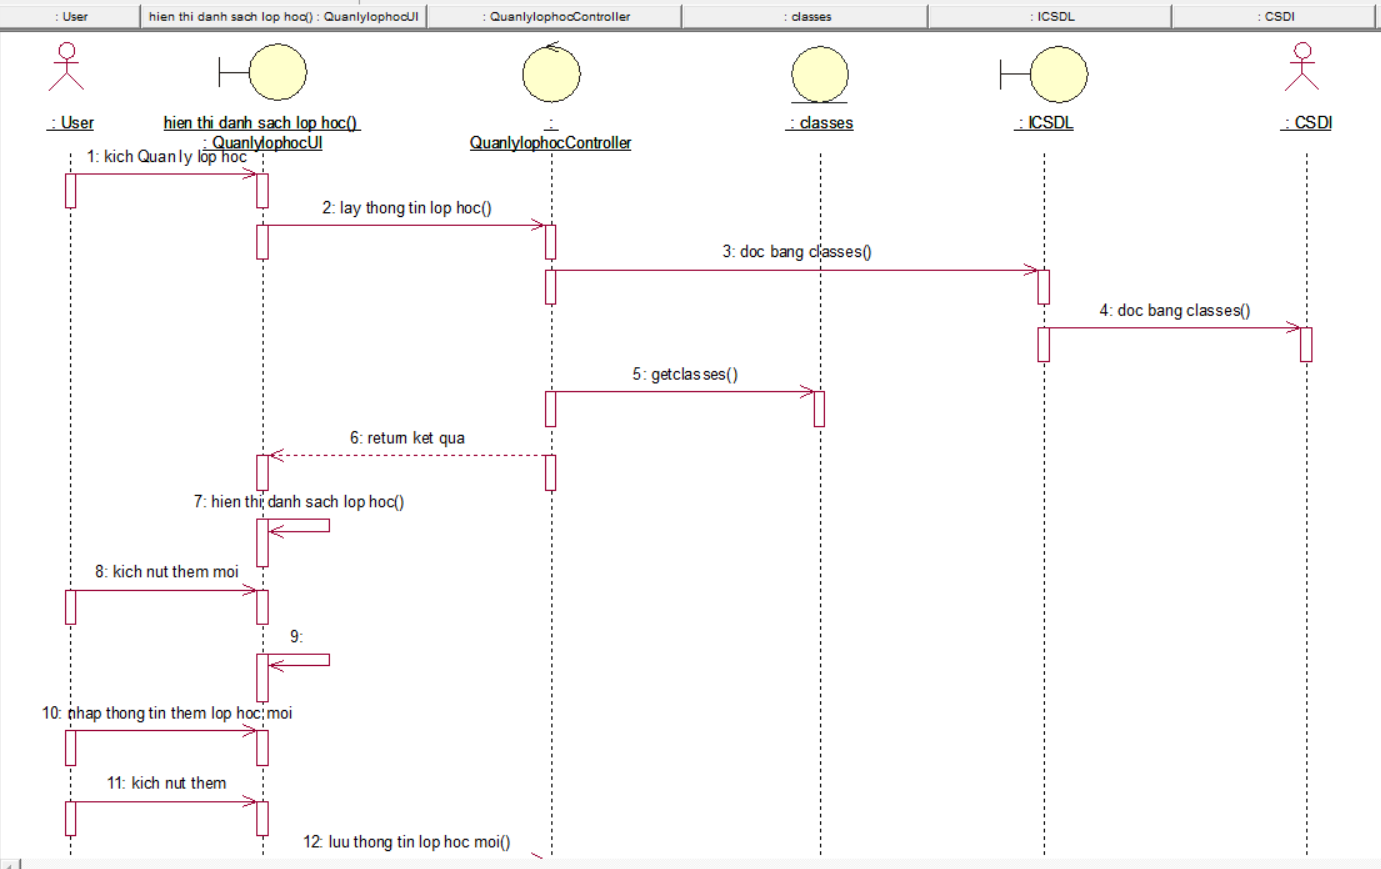 : User
hien thi danh sach lop hoc() : QuanlylophocUI
: QuanlylophocController
: classes
: ICSDL
: CSDl
: User
hien thi danh sach lop hoc()
: QuanlylophocUI
:
QuanlylophocController
: classes
: ICSDL
: CSDl
1: kich Quan ly lop hoc
2: lay thong tin lop hoc()
3: doc bang classes()
4: doc bang classes()
5: getclasses()
6: return ket qua
7: hien thi danh sach lop hoc()
8: kich nut them moi
9:
10: nhap thong tin them lop hoc moi
11: kich nut them
12: luu thong tin lop hoc moi()